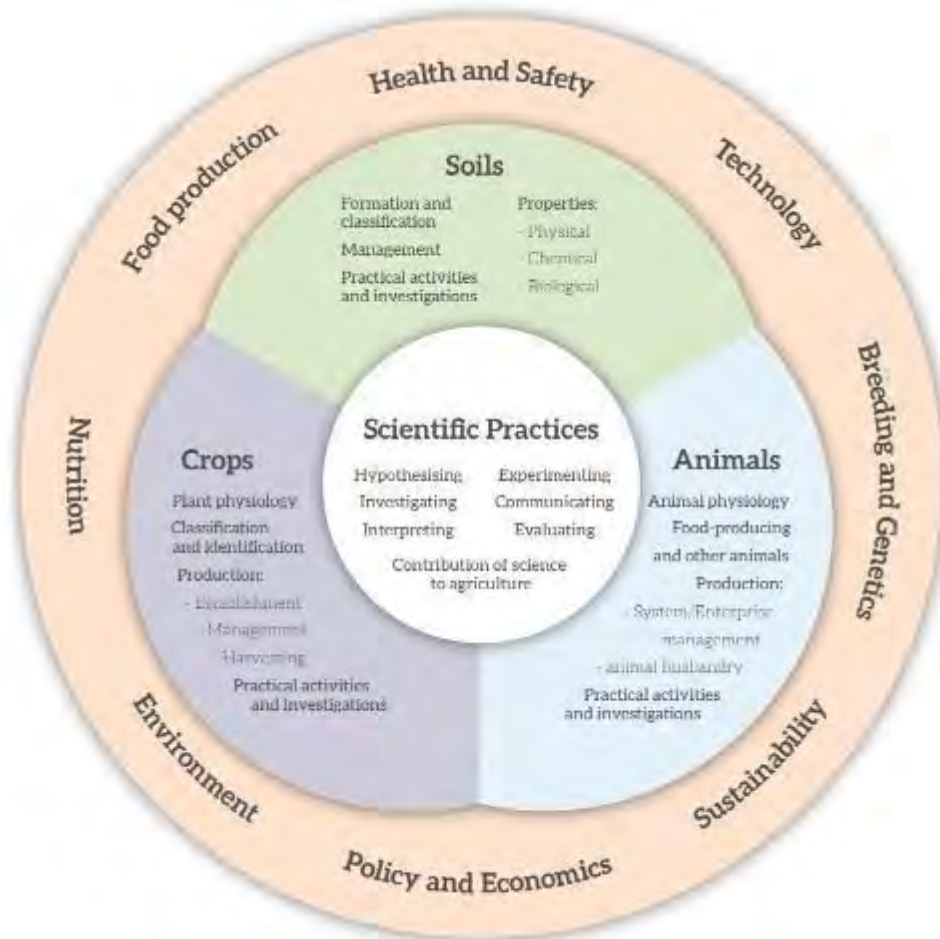 Health and Safety
Food production
Technology
Nutrition
Breeding and Genetics
Environment
Sustainability
Policy and Economics
Soils
Formation and
classification
Management
Practical activities
and investigations
Properties:
- Physical
- Chemical
- Biological
Scientific Practices
Hypothesising
Experimenting
Investigating
Communicating
Interpreting
Evaluating
Contribution of science
to agriculture
Crops
Plant physiology
Classification
and identification
Production:
- Establishment
- Management
- Harvesting
Practical activities
and investigations
Animals
Animal physiology
Food-producing
and other animals
Production:
- System/Enterprise
management
- animal husbandry
Practical activities
and investigations